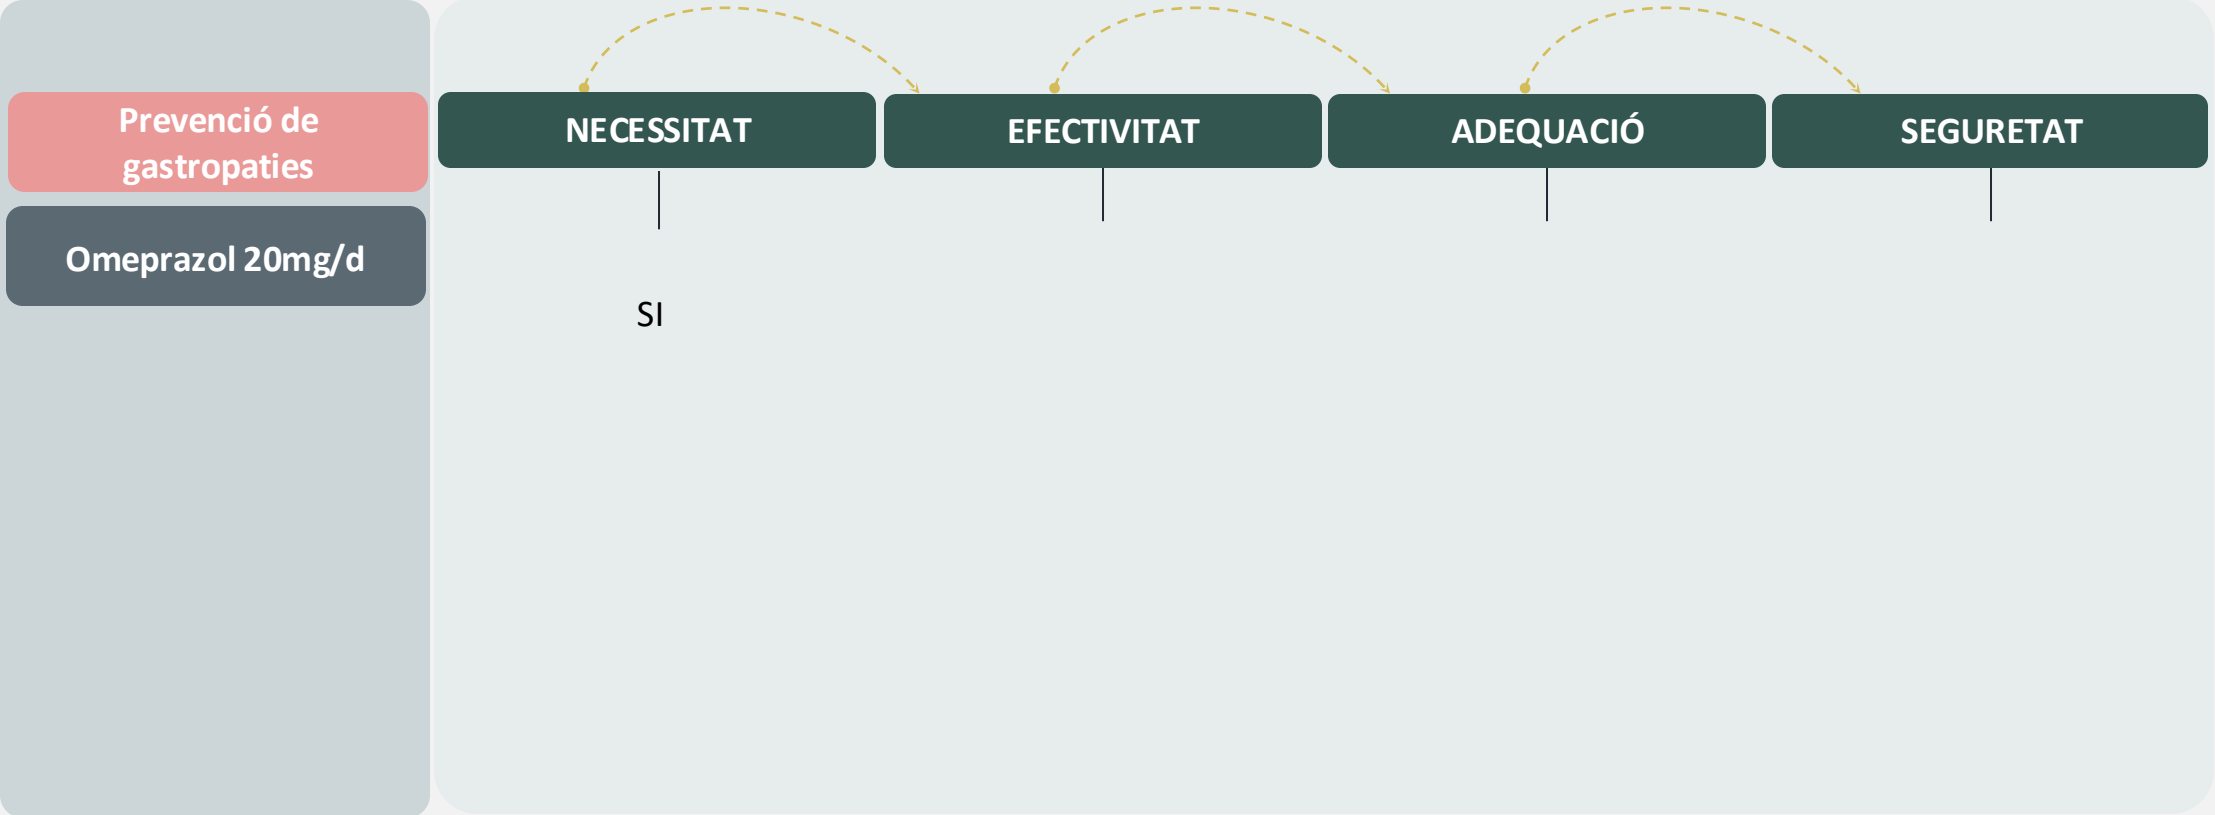 Prevenció de
gastropaties
NECESSITAT
EFECTIVITAT
ADEQUACIÓ
SEGURETAT
Omeprazol 20mg/d
SI